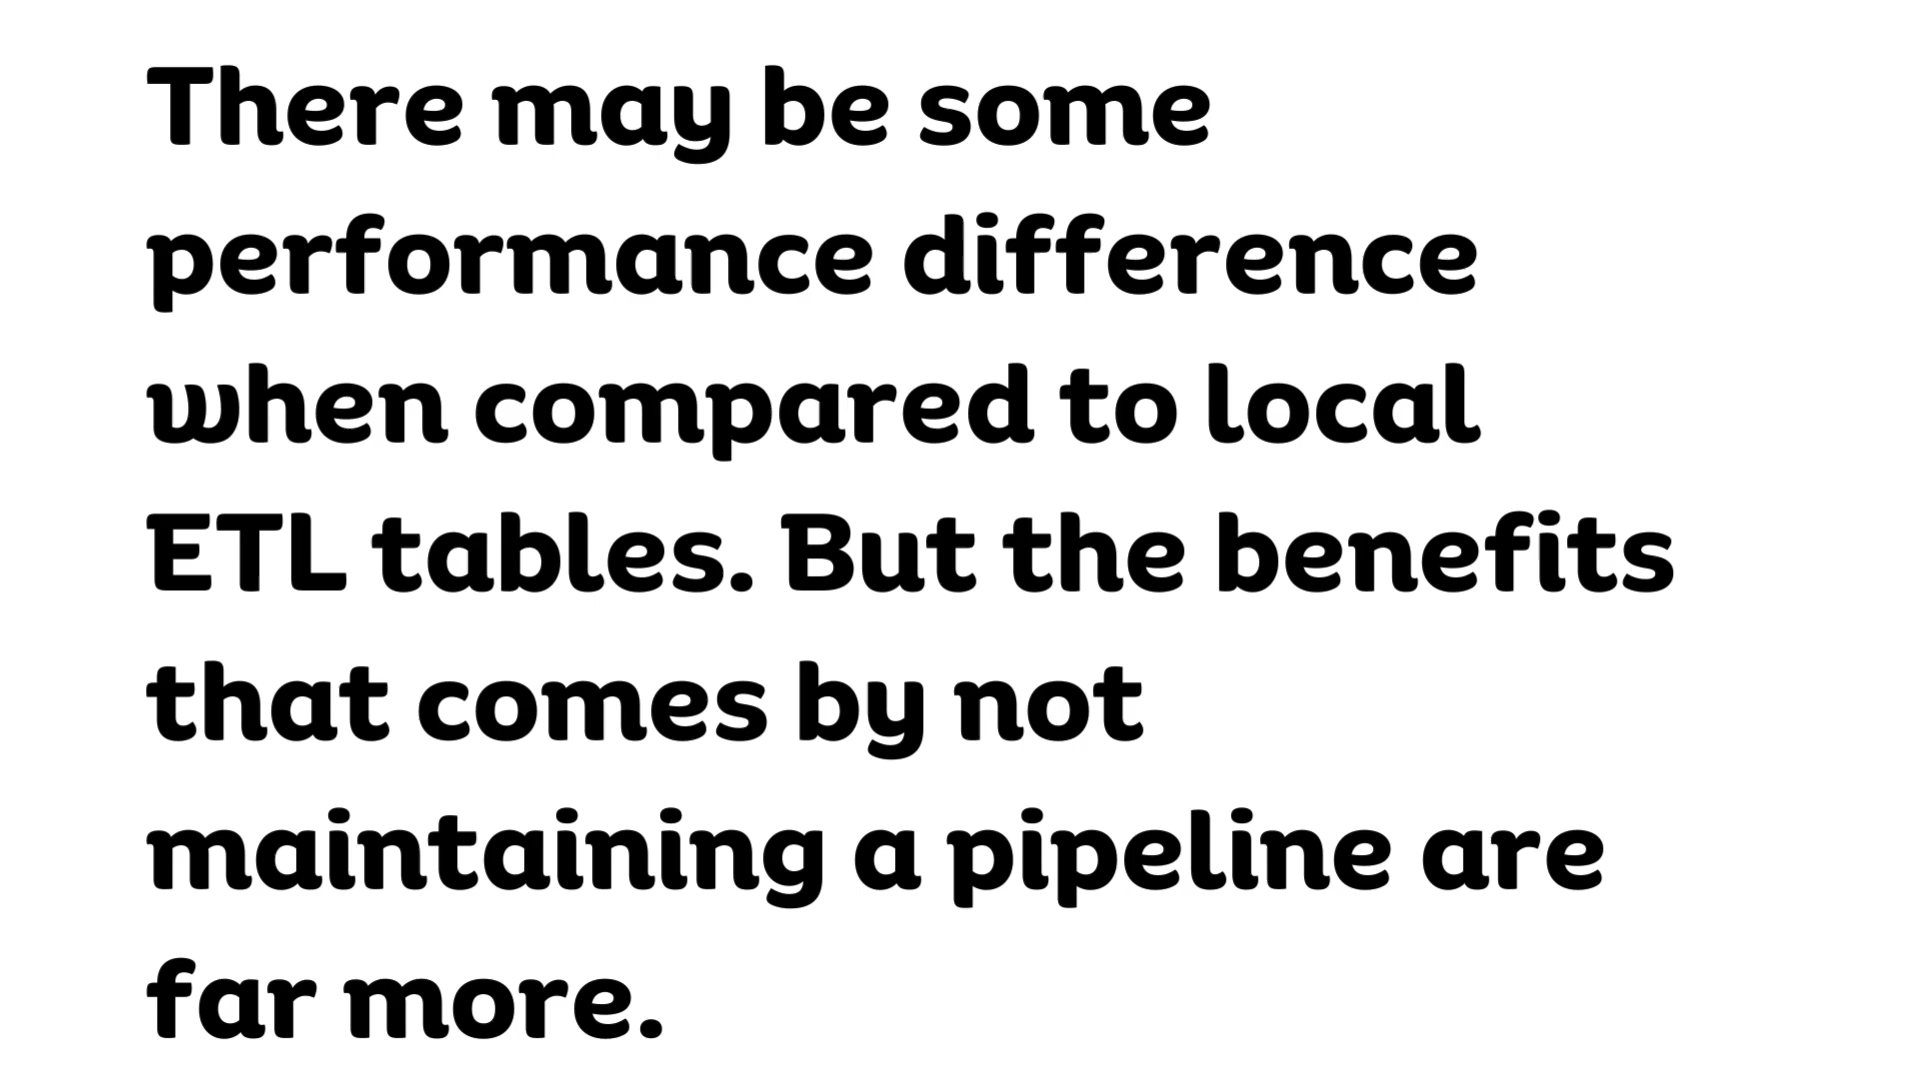 There may be some
performance difference
when compared to local
ETL tables. But the benefits
that comes by not
maintaining a pipeline are
far more.